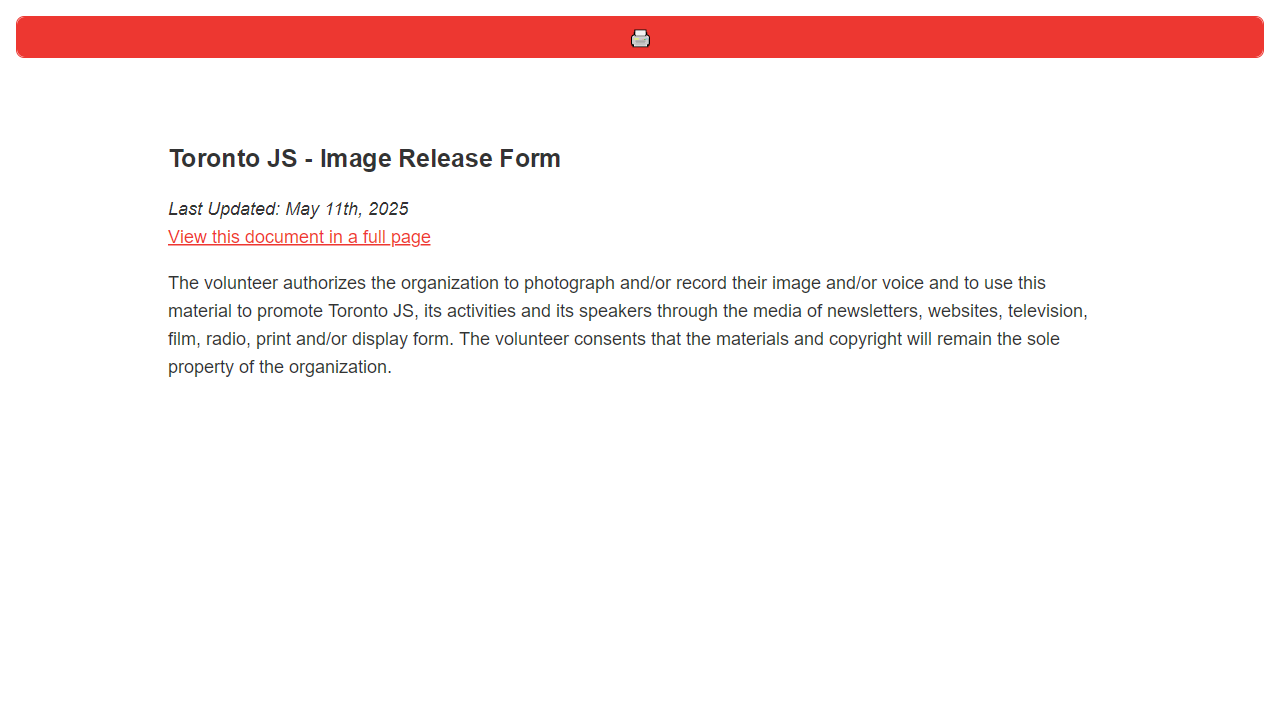 Toronto JS - Image Release Form
Last Updated: May 11th, 2025
View this document in a full page
The volunteer authorizes the organization to photograph and/or record their image and/or voice and to use this
material to promote Toronto JS, its activities and its speakers through the media of newsletters, websites, television,
film, radio, print and/or display form. The volunteer consents that the materials and copyright will remain the sole
property of the organization.